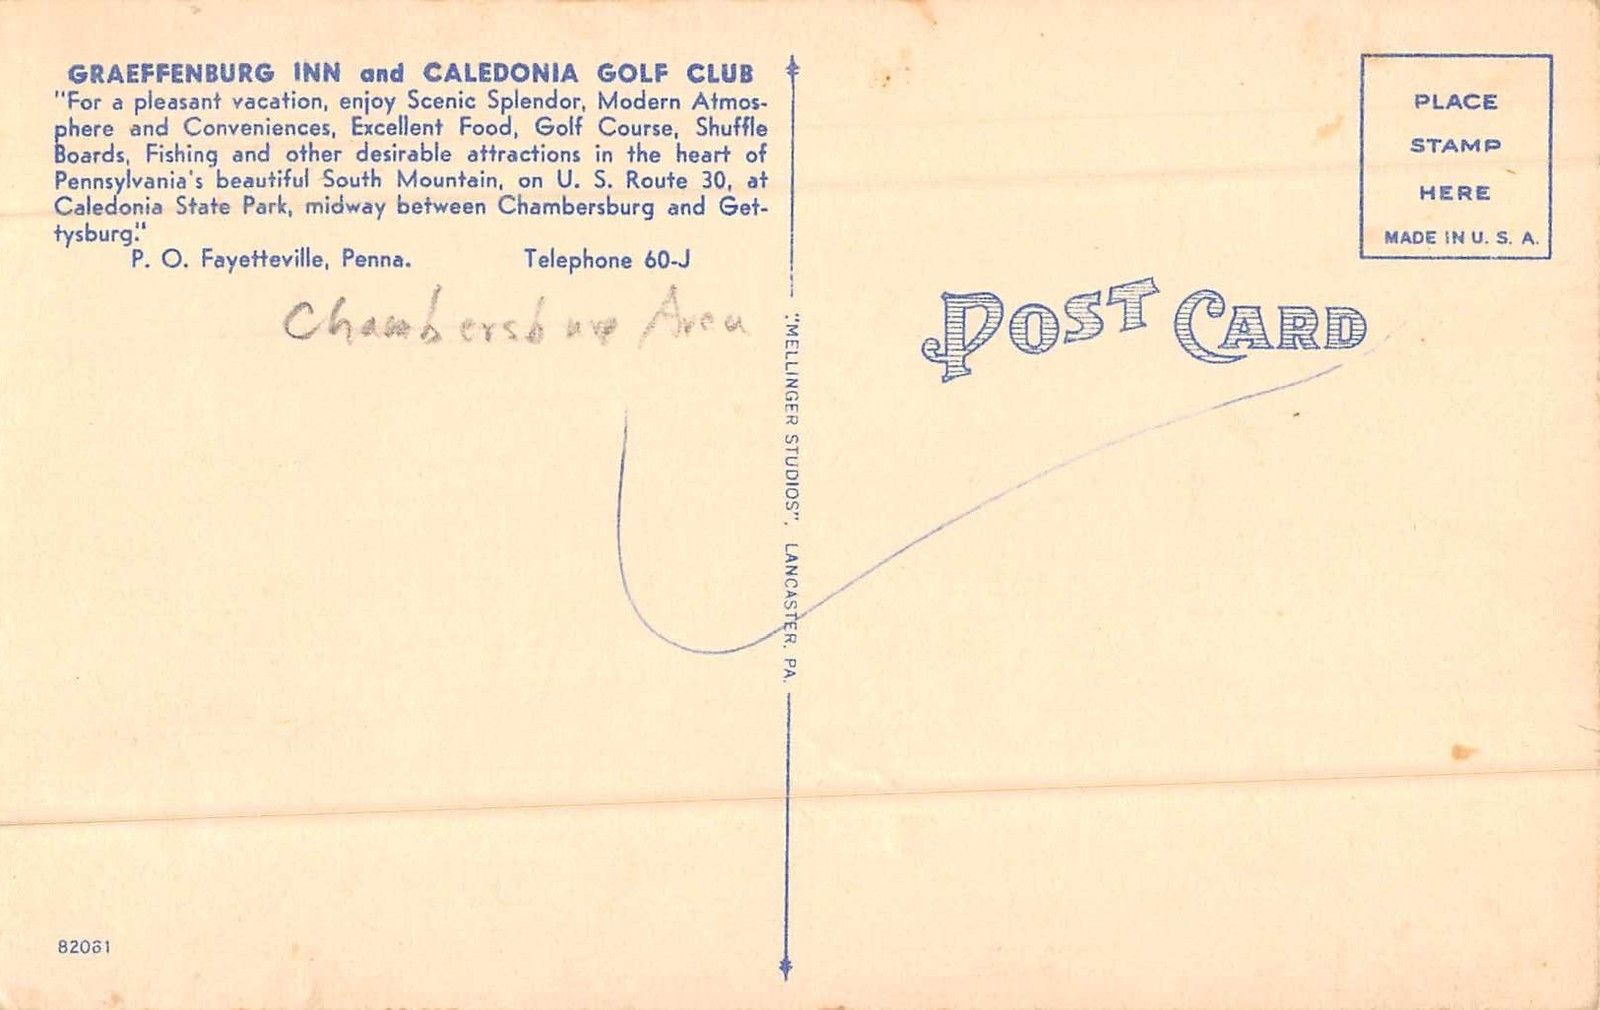 GRAEFFENBURG INN and CALEDONIA GOLF CLUB
"For a pleasant vacation, enjoy Scenic Splendor, Modern Atmos-
phere and Conveniences, Excellent Food, Golf Course, Shuffle
Boards, Fishing and other desirable attractions in the heart of
Pennsylvania's beautiful South Mountain, on U. S. Route 30, at
Caledonia State Park, midway between Chambersburg and Get-
tysburg."
P. O. Fayetteville, Penna. Telephone 60-J
Chambersburg Area
82061
"MELLINGER STUDIOS", LANCASTER, PA.
PLACE
STAMP
HERE
MADE IN U. S. A.
POST CARD